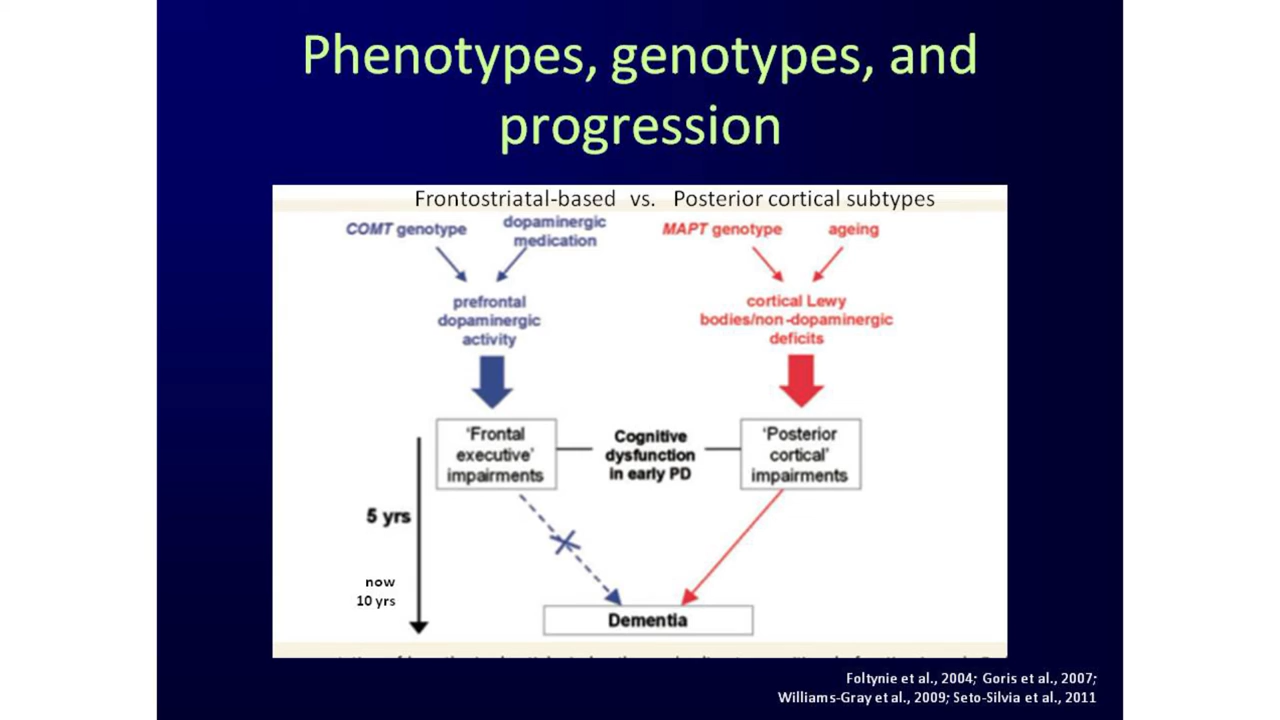 Phenotypes, genotypes, and
progression
Frontostriatal-based vs. Posterior cortical subtypes
COMT genotype
dopaminergic
medication
MAPT genotype
ageing
prefrontal
dopaminergic
activity
cortical Lewy
bodies/non-dopaminergic
deficits
'Frontal
executive'
impairments
Cognitive
dysfunction
in early PD
'Posterior
cortical'
impairments
5 yrs
now
10 yrs
Dementia
Foltynie et al., 2004; Goris et al., 2007;
Williams-Gray et al., 2009; Seto-Silvia et al., 2011